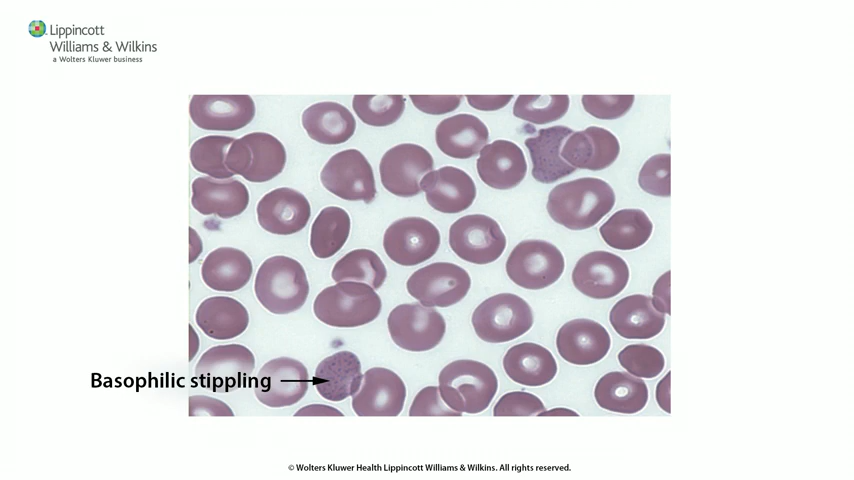 Lippincott
Williams & Wilkins
a Wolters Kluwer business
Basophilic stippling
© Wolters Kluwer Health Lippincott Williams & Wilkins. All rights reserved.